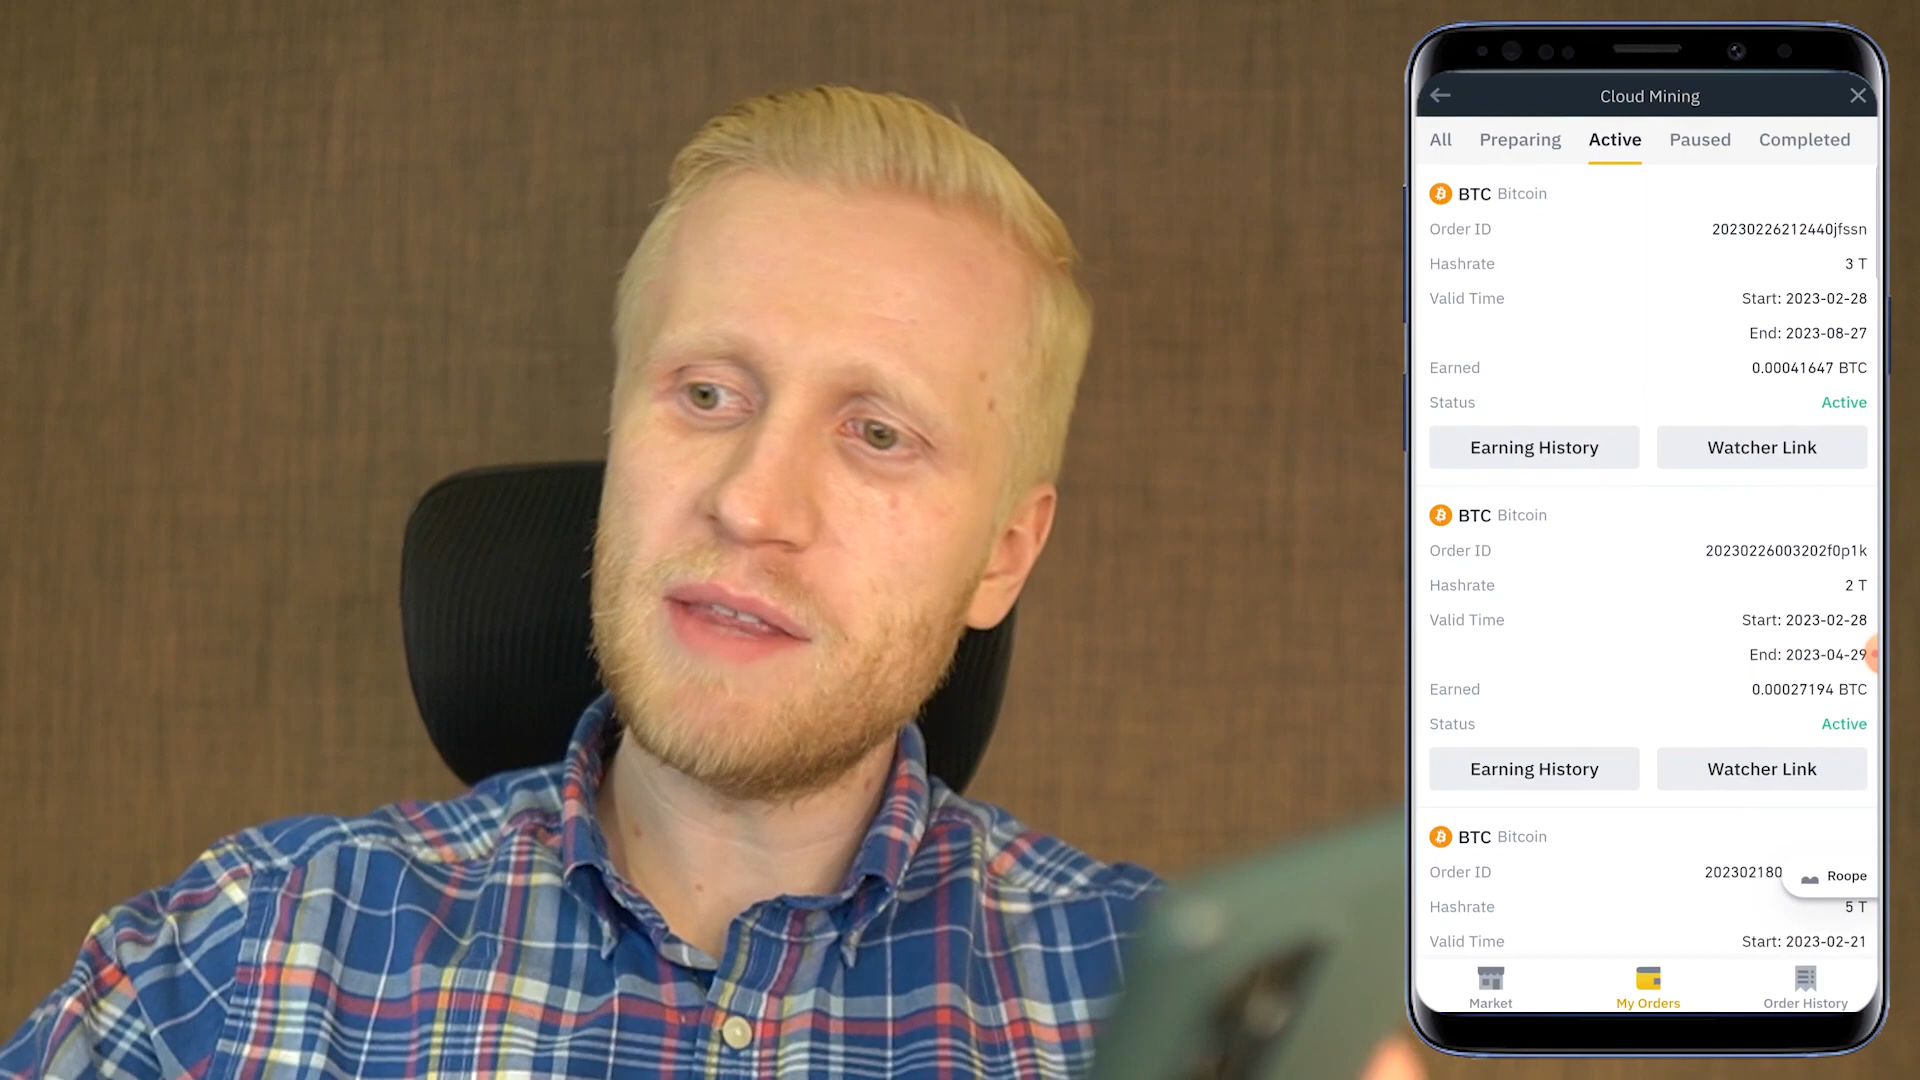 Cloud Mining
All Preparing Active Paused Completed
BTC Bitcoin
Order ID 20230226212440jfssn
Hashrate 3 T
Valid Time Start: 2023-02-28
End: 2023-08-27
Earned 0.00041647 BTC
Status Active
Earning History Watcher Link
BTC Bitcoin
Order ID 20230226003202f0p1k
Hashrate 2 T
Valid Time Start: 2023-02-28
End: 2023-04-29
Earned 0.00027194 BTC
Status Active
Earning History Watcher Link
BTC Bitcoin
Order ID 202302180
Roope
Hashrate 5 T
Valid Time Start: 2023-02-21
Market My Orders Order History